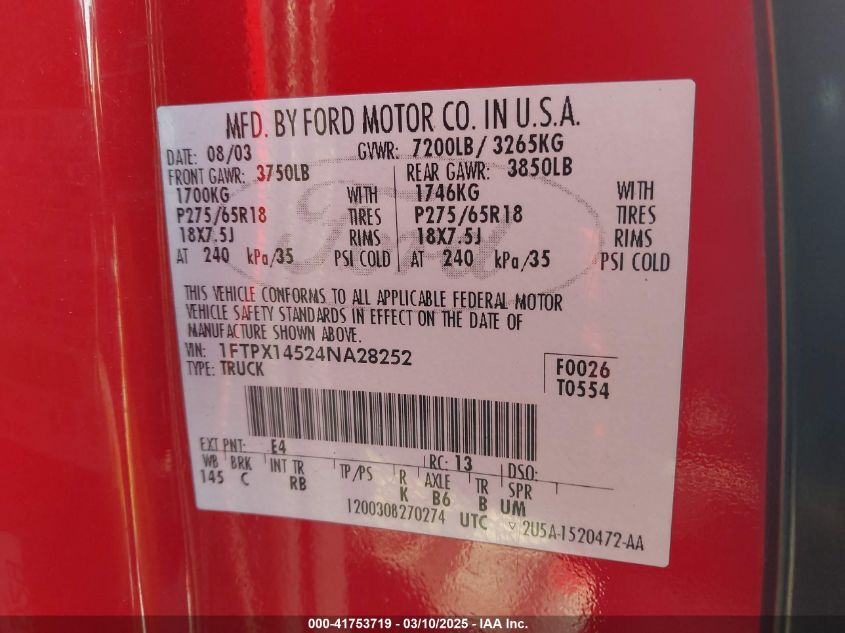 MFD. BY FORD MOTOR CO. IN U.S.A.
DATE: 08/03 GVWR: 7200LB/ 3265KG
FRONT GAWR: 3750LB REAR GAWR: 3850LB
1700KG WITH 1746KG WITH
P275/65R18 TIRES P275/65R18 TIRES
18X7.5J RIMS 18X7.5J RIMS
AT 240 kPa/35 PSI COLD AT 240 kPa/35 PSI COLD
Ford
THIS VEHICLE CONFORMS TO ALL APPLICABLE FEDERAL MOTOR
VEHICLE SAFETY STANDARDS IN EFFECT ON THE DATE OF
MANUFACTURE SHOWN ABOVE.
VIN: 1FTPX14524NA28252
TYPE: TRUCK
F0026
T0554
EXT PNT: E4 RC: 13 DSO:
WB BRK INT TR TP/PS R AXLE TR SPR
145 C RB K B6 B UM
1200308270274 UTC ▽ 2U5A-1520472-AA
000-41753719 — 03/10/2025 — IAA Inc.